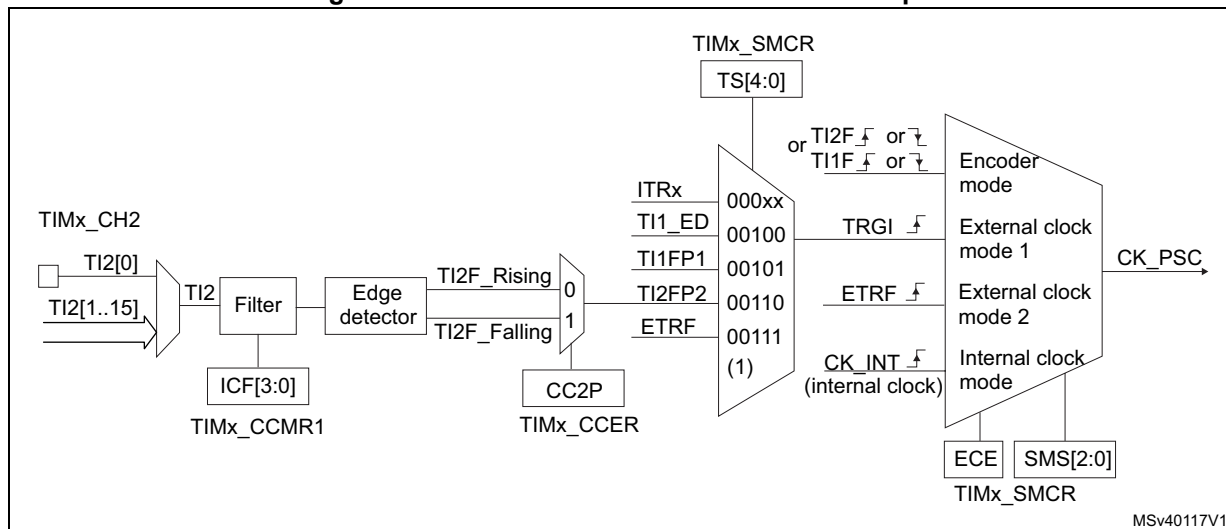 TIMx_SMCR
TS[4:0]
or TI2F or
TI1F or
Encoder
mode
ITRx
000xx
TIMx_CH2
TI1_ED
00100
TRGI
External clock
mode 1
CK_PSC
TI2[0]
TI2F_Rising
0
TI1FP1
00101
TI2
Filter
Edge
detector
TI2FP2
00110
ETRF
External clock
mode 2
TI2[1..15]
TI2F_Falling
1
ETRF
00111
(1)
CK_INT
(internal clock)
Internal clock
mode
ICF[3:0]
CC2P
TIMx_CCMR1
TIMx_CCER
ECE
SMS[2:0]
TIMx_SMCR
MSv40117V1